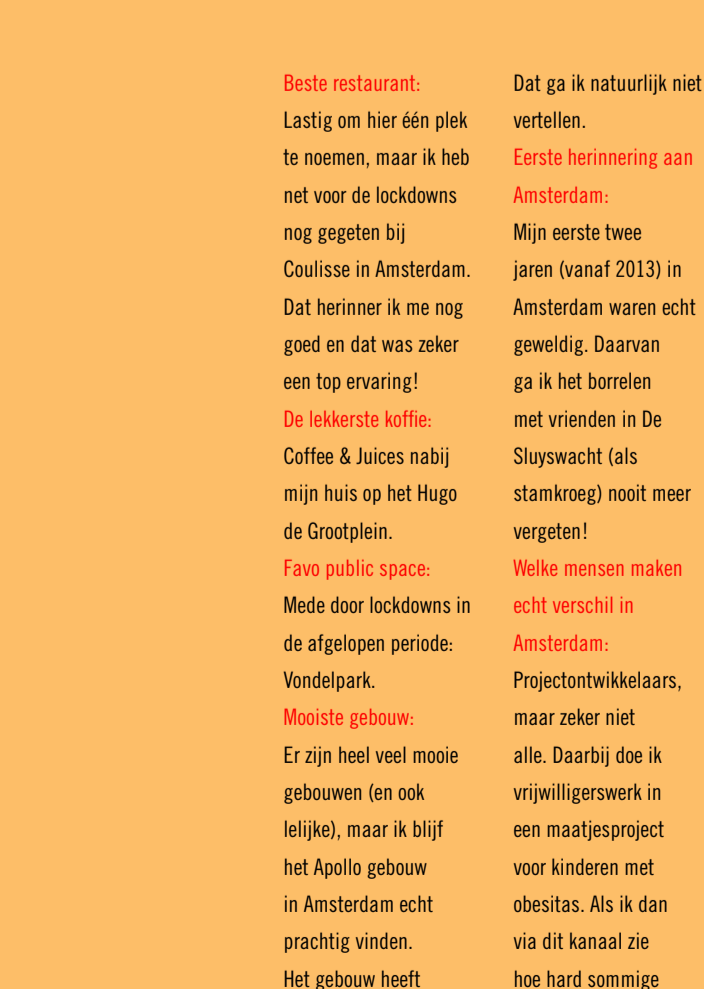 Beste restaurant:
Lastig om hier één plek
te noemen, maar ik heb
net voor de lockdowns
nog gegeten bij
Coulisse in Amsterdam.
Dat herinner ik me nog
goed en dat was zeker
een top ervaring!
De lekkerste koffie:
Coffee & Juices nabij
mijn huis op het Hugo
de Grootplein.
Favo public space:
Mede door lockdowns in
de afgelopen periode:
Vondelpark.
Mooiste gebouw:
Er zijn heel veel mooie
gebouwen (en ook
lelijke), maar ik blijf
het Apollo gebouw
in Amsterdam echt
prachtig vinden.
Het gebouw heeft
Dat ga ik natuurlijk niet
vertellen.
Eerste herinnering aan
Amsterdam:
Mijn eerste twee
jaren (vanaf 2013) in
Amsterdam waren echt
geweldig. Daarvan
ga ik het borrelen
met vrienden in De
Sluyswacht (als
stamkroeg) nooit meer
vergeten!
Welke mensen maken
echt verschil in
Amsterdam:
Projectontwikkelaars,
maar zeker niet
alle. Daarbij doe ik
vrijwilligerswerk in
een maatjesproject
voor kinderen met
obesitas. Als ik dan
via dit kanaal zie
hoe hard sommige